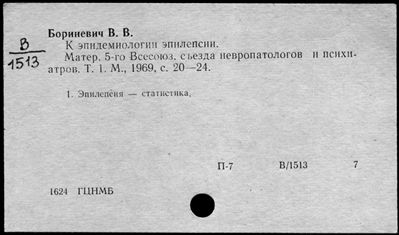 Бориневич В. В.
В
1513
К эпидемиологии эпилепсии.
Матер. 5-го Всесоюз. съезда невропатологов и психи-
атров. Т. 1. М., 1969, с. 20—24.
1. Эпилепсия — статистика,
П-7 В/1513 7
1624 ГЦНМБ